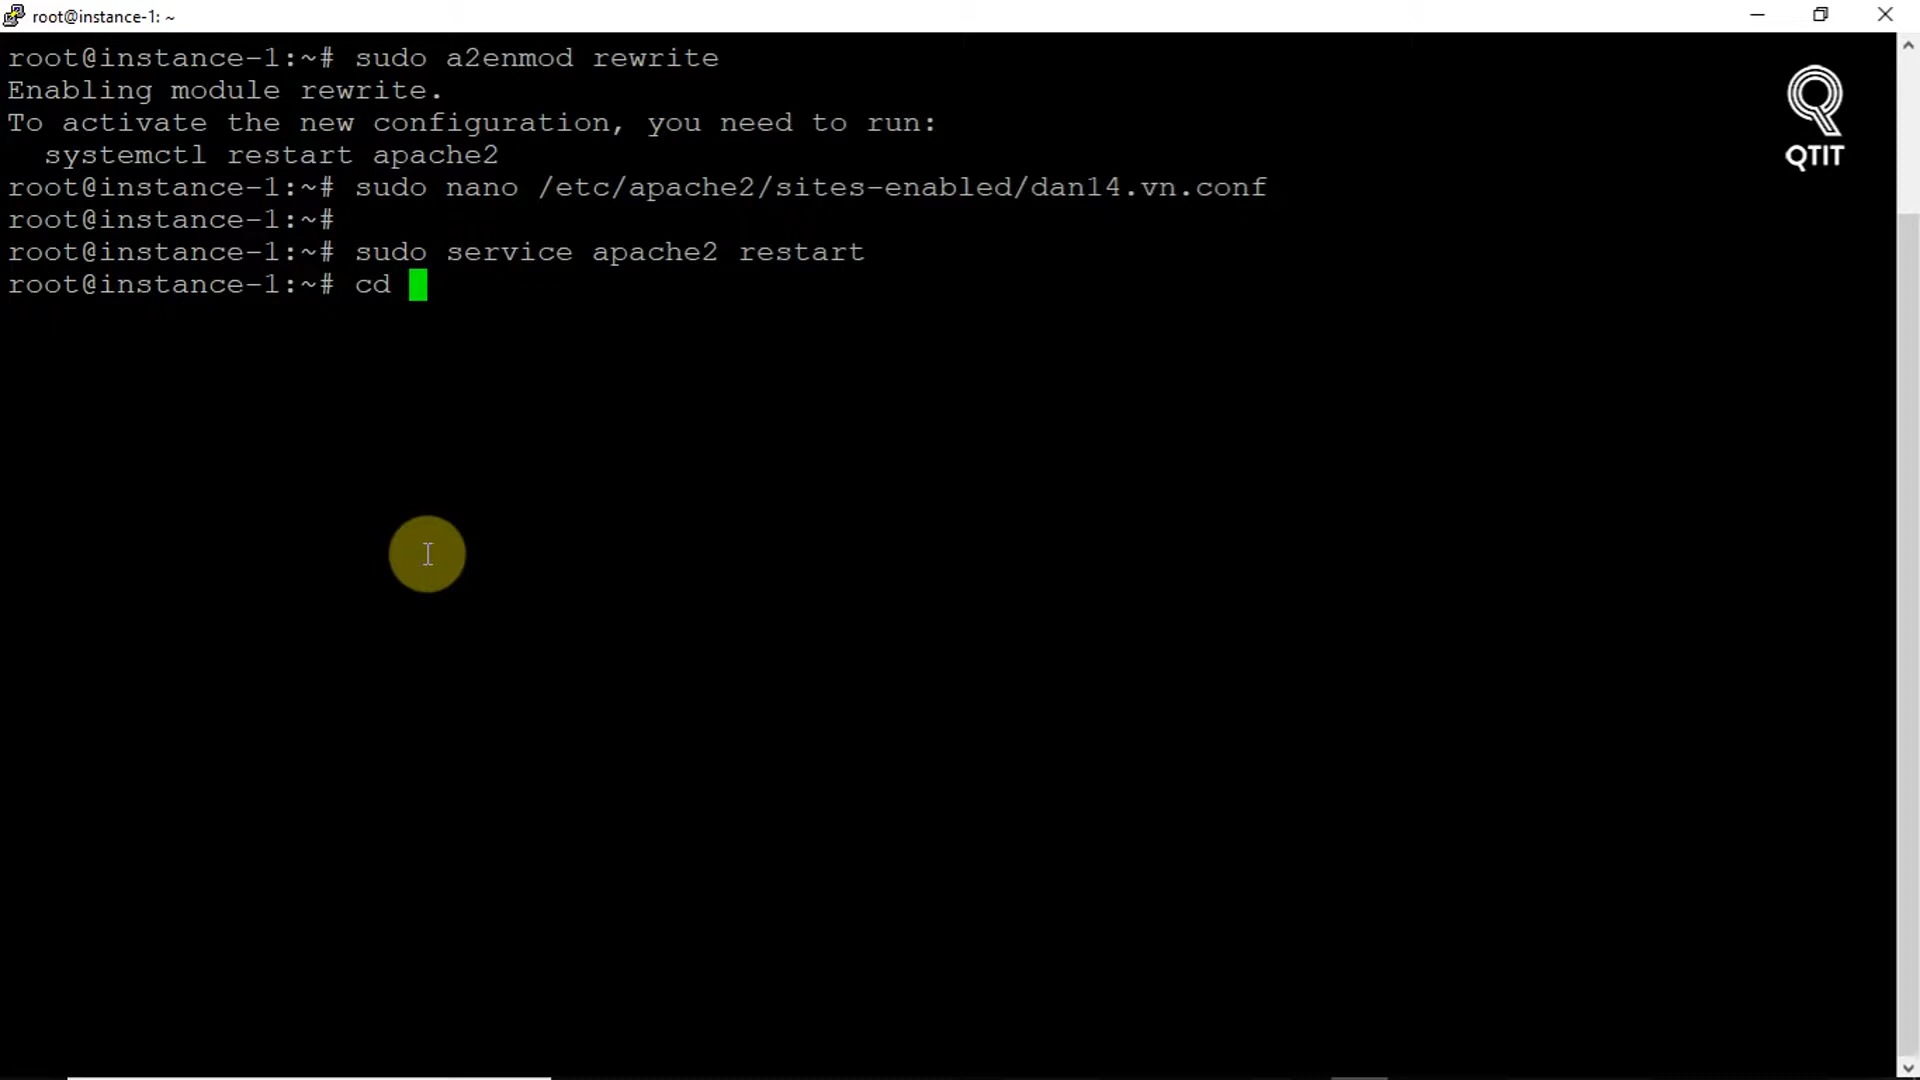 root@instance-1: ~
root@instance-1:~# sudo a2enmod rewrite
Enabling module rewrite.
To activate the new configuration, you need to run:
  systemctl restart apache2
root@instance-1:~# sudo nano /etc/apache2/sites-enabled/dan14.vn.conf
root@instance-1:~#
root@instance-1:~# sudo service apache2 restart
root@instance-1:~# cd
QTIT